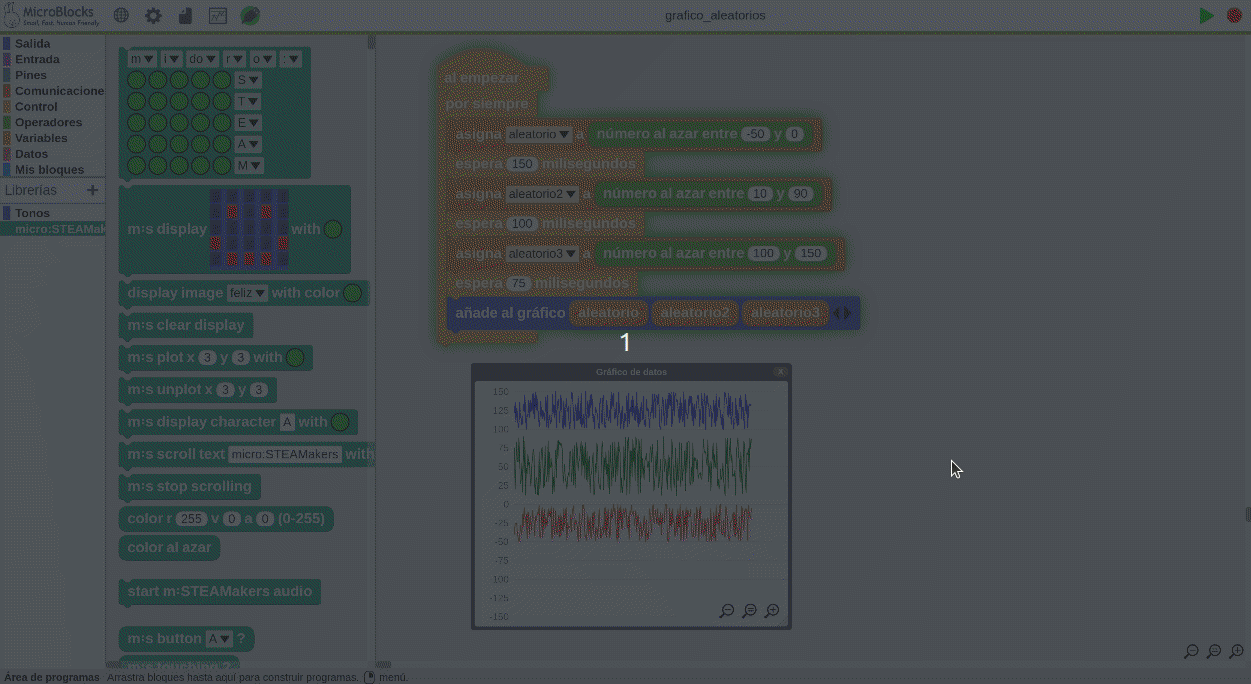 MicroBlocks
Small, Fast, Human Friendly
grafico_aleatorios
Salida
Entrada
Pines
Comunicacione
Control
Operadores
Variables
Datos
Mis bloques
Librerías +
Tonos
micro:STEAMak
m i do r o :
S
T
E
A
M
m:s display with
display image feliz with color
m:s clear display
m:s plot x 3 y 3 with
m:s unplot x 3 y 3
m:s display character A with
m:s scroll text micro:STEAMakers with
m:s stop scrolling
color r 255 v 0 a 0 (0-255)
color al azar
start m:STEAMakers audio
m:s button A ?
al empezar
por siempre
asigna aleatorio a número al azar entre -50 y 0
espera 150 milisegundos
asigna aleatorio2 a número al azar entre 10 y 90
espera 100 milisegundos
asigna aleatorio3 a número al azar entre 100 y 150
espera 75 milisegundos
añade al gráfico aleatorio aleatorio2 aleatorio3
1
Gráfico de datos x
150
125
100
75
50
25
0
-25
-50
-75
100
-125
-150
Área de programas Arrastra bloques hasta aquí para construir programas. menú.